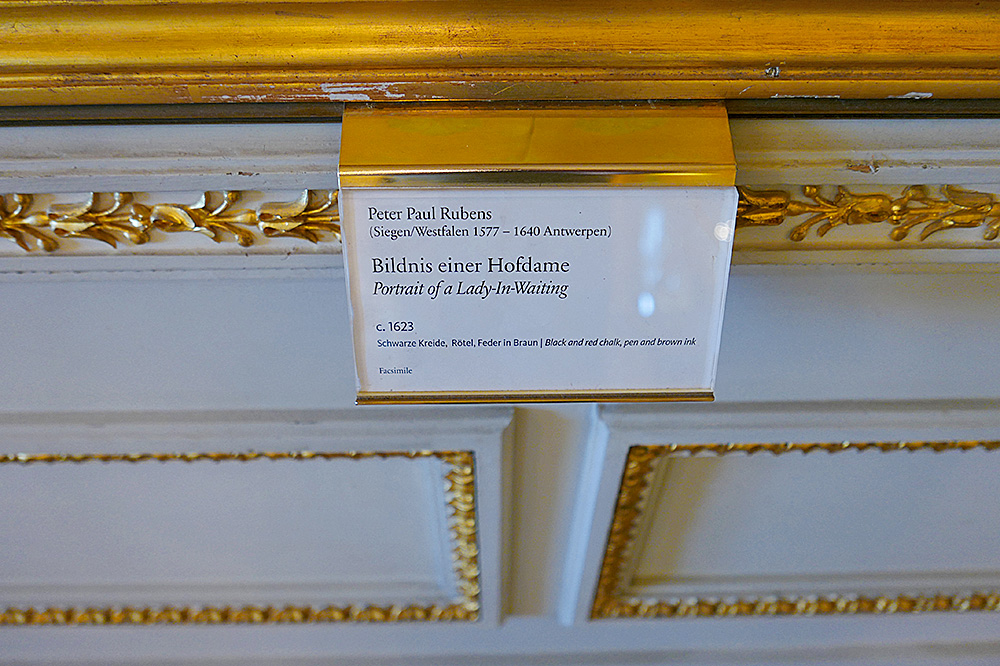 Peter Paul Rubens
(Siegen/Westfalen 1577 – 1640 Antwerpen)
Bildnis einer Hofdame
Portrait of a Lady-In-Waiting
c. 1623
Schwarze Kreide, Rötel, Feder in Braun | Black and red chalk, pen and brown ink
Facsimile